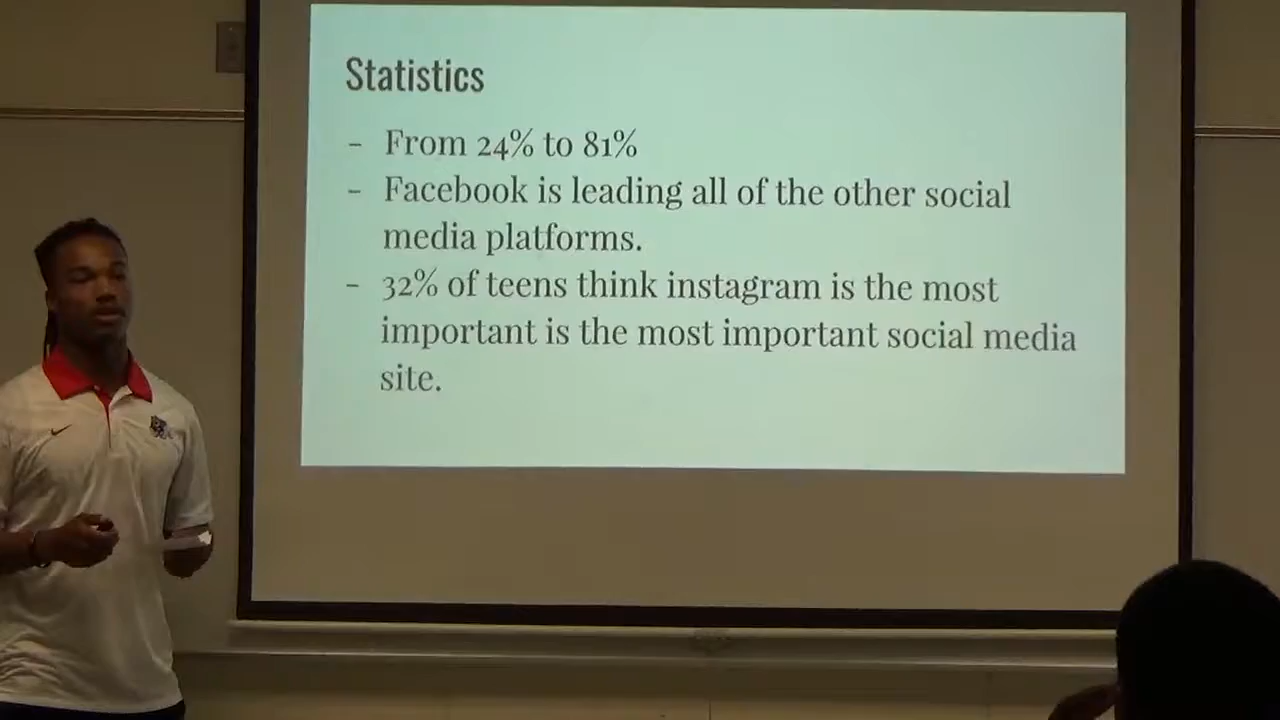 Statistics
- From 24% to 81%
- Facebook is leading all of the other social
media platforms.
- 32% of teens think instagram is the most
important is the most important social media
site.